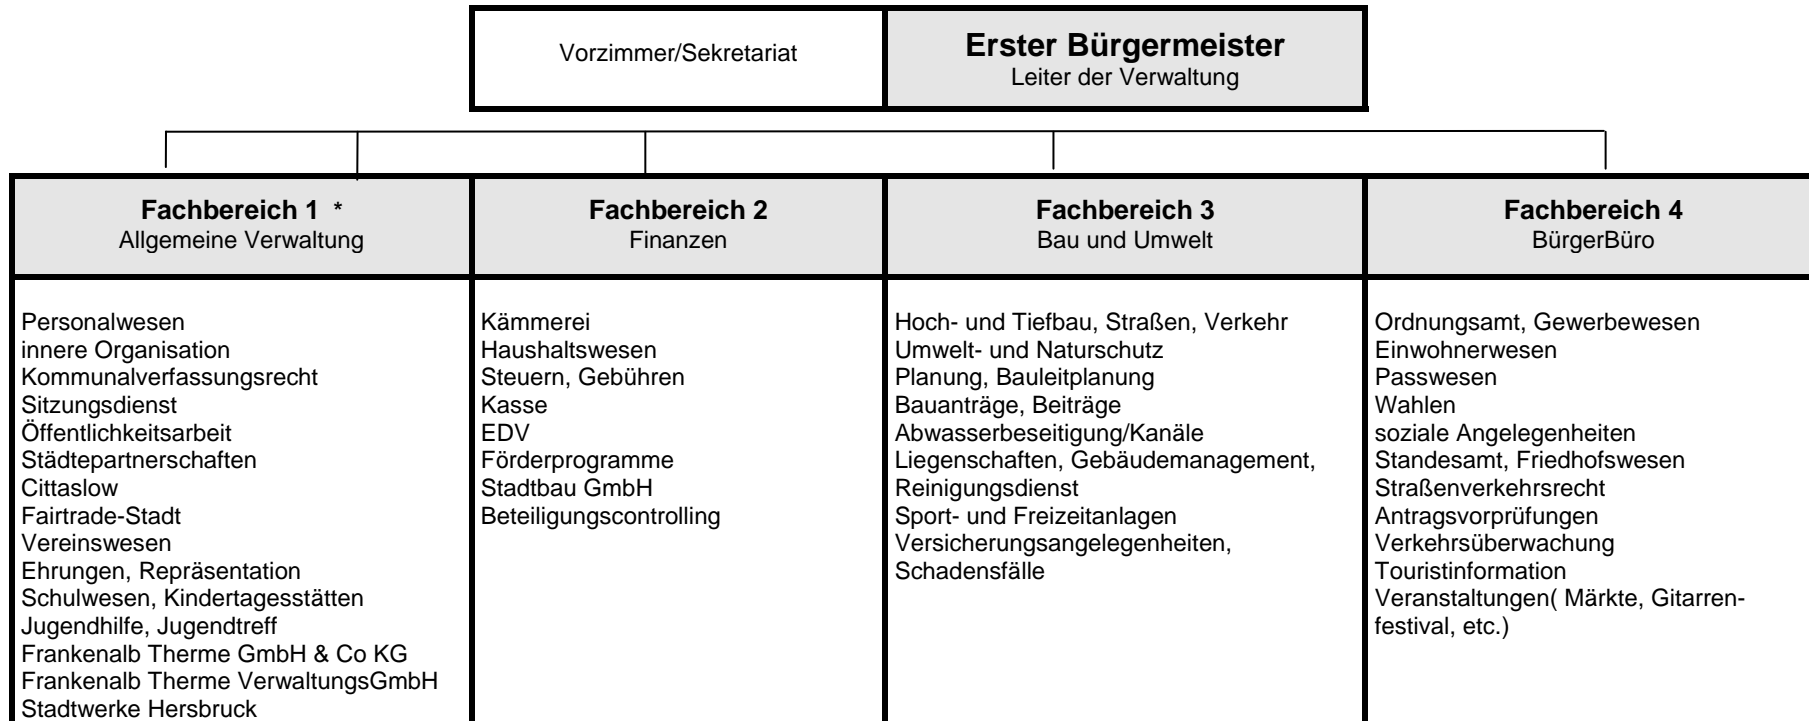 Vorzimmer/Sekretariat
Erster Bürgermeister
Leiter der Verwaltung
Fachbereich 1 *
Allgemeine Verwaltung
Personalwesen
innere Organisation
Kommunalverfassungsrecht
Sitzungsdienst
Öffentlichkeitsarbeit
Städtepartnerschaften
Cittaslow
Fairtrade-Stadt
Vereinswesen
Ehrungen, Repräsentation
Schulwesen, Kindertagesstätten
Jugendhilfe, Jugendtreff
Frankenalb Therme GmbH & Co KG
Frankenalb Therme VerwaltungsGmbH
Stadtwerke Hersbruck
Fachbereich 2
Finanzen
Kämmerei
Haushaltswesen
Steuern, Gebühren
Kasse
EDV
Förderprogramme
Stadtbau GmbH
Beteiligungscontrolling
Fachbereich 3
Bau und Umwelt
Hoch- und Tiefbau, Straßen, Verkehr
Umwelt- und Naturschutz
Planung, Bauleitplanung
Bauanträge, Beiträge
Abwasserbeseitigung/Kanäle
Liegenschaften, Gebäudemanagement,
Reinigungsdienst
Sport- und Freizeitanlagen
Versicherungsangelegenheiten,
Schadensfälle
Fachbereich 4
BürgerBüro
Ordnungsamt, Gewerbewesen
Einwohnerwesen
Passwesen
Wahlen
soziale Angelegenheiten
Standesamt, Friedhofswesen
Straßenverkehrsrecht
Antragsvorprüfungen
Verkehrsüberwachung
Touristinformation
Veranstaltungen( Märkte, Gitarren-
festival, etc.)